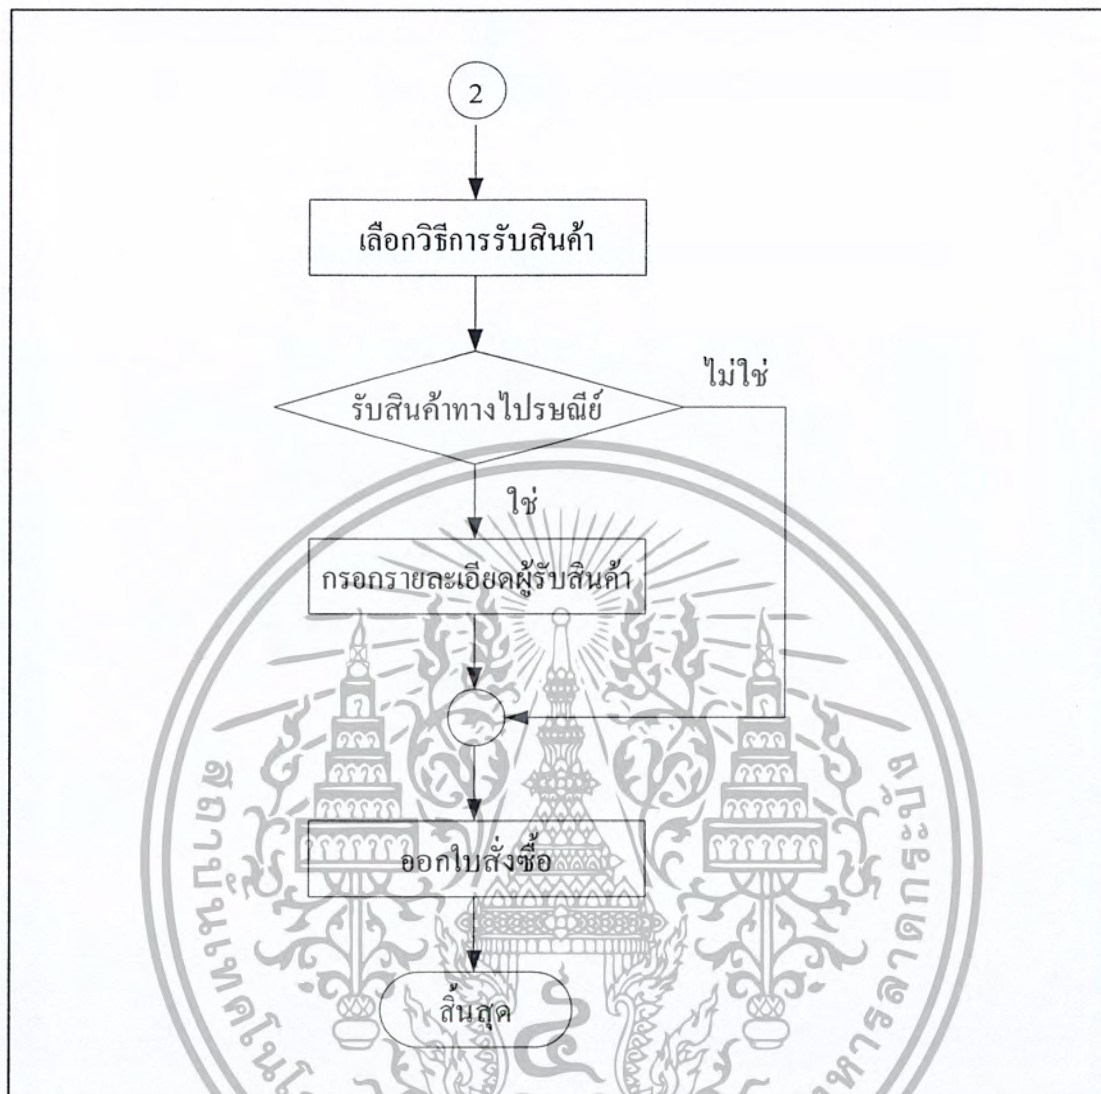 2
เลือกวิธีการรับสินค้า
ไม่ใช่
รับสินค้าทางไปรษณีย์
ใช่
กรอกรายละเอียดผู้รับสินค้า
ออกใบสั่งซื้อ
สิ้นสุด